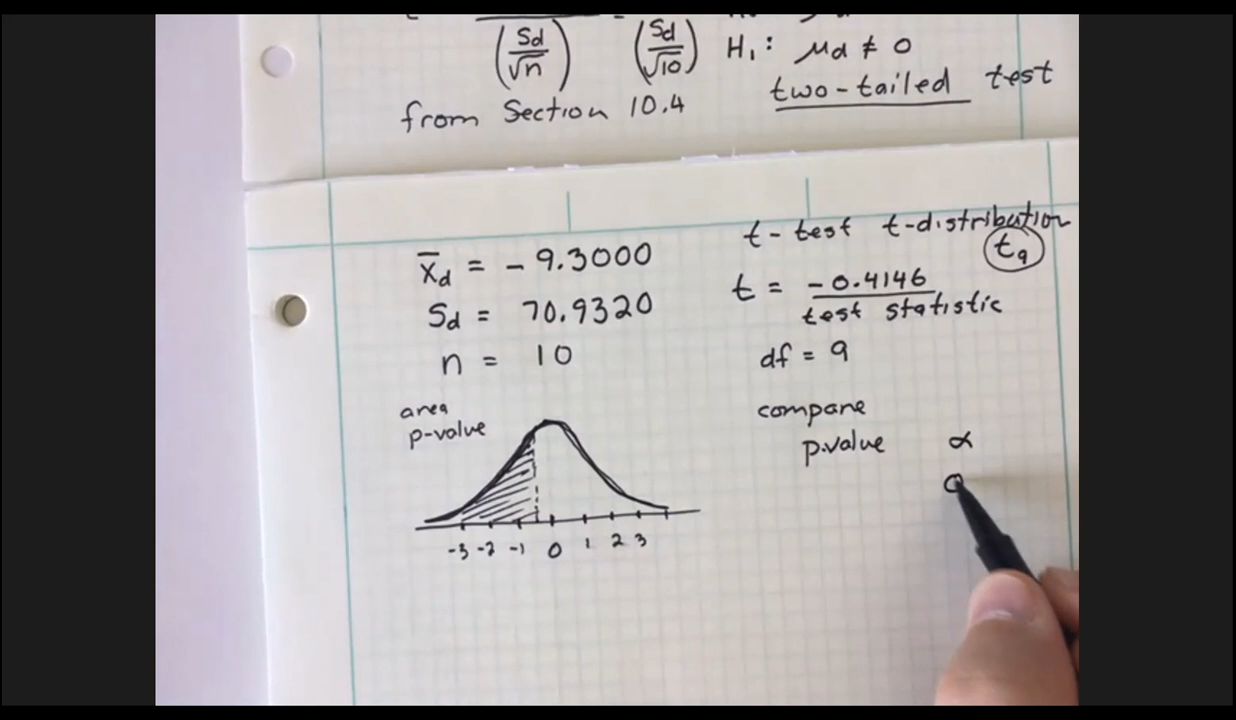 (Sd/√n) (Sd/√10) H₁: μd ≠ 0
two-tailed test
from Section 10.4
t-test t-distribution
t₉
x̄d = -9.3000
t = -0.4146
test statistic
Sd = 70.9320
n = 10
df = 9
area
p-value
compare
p.value α
0
-3 -2 -1 0 1 2 3